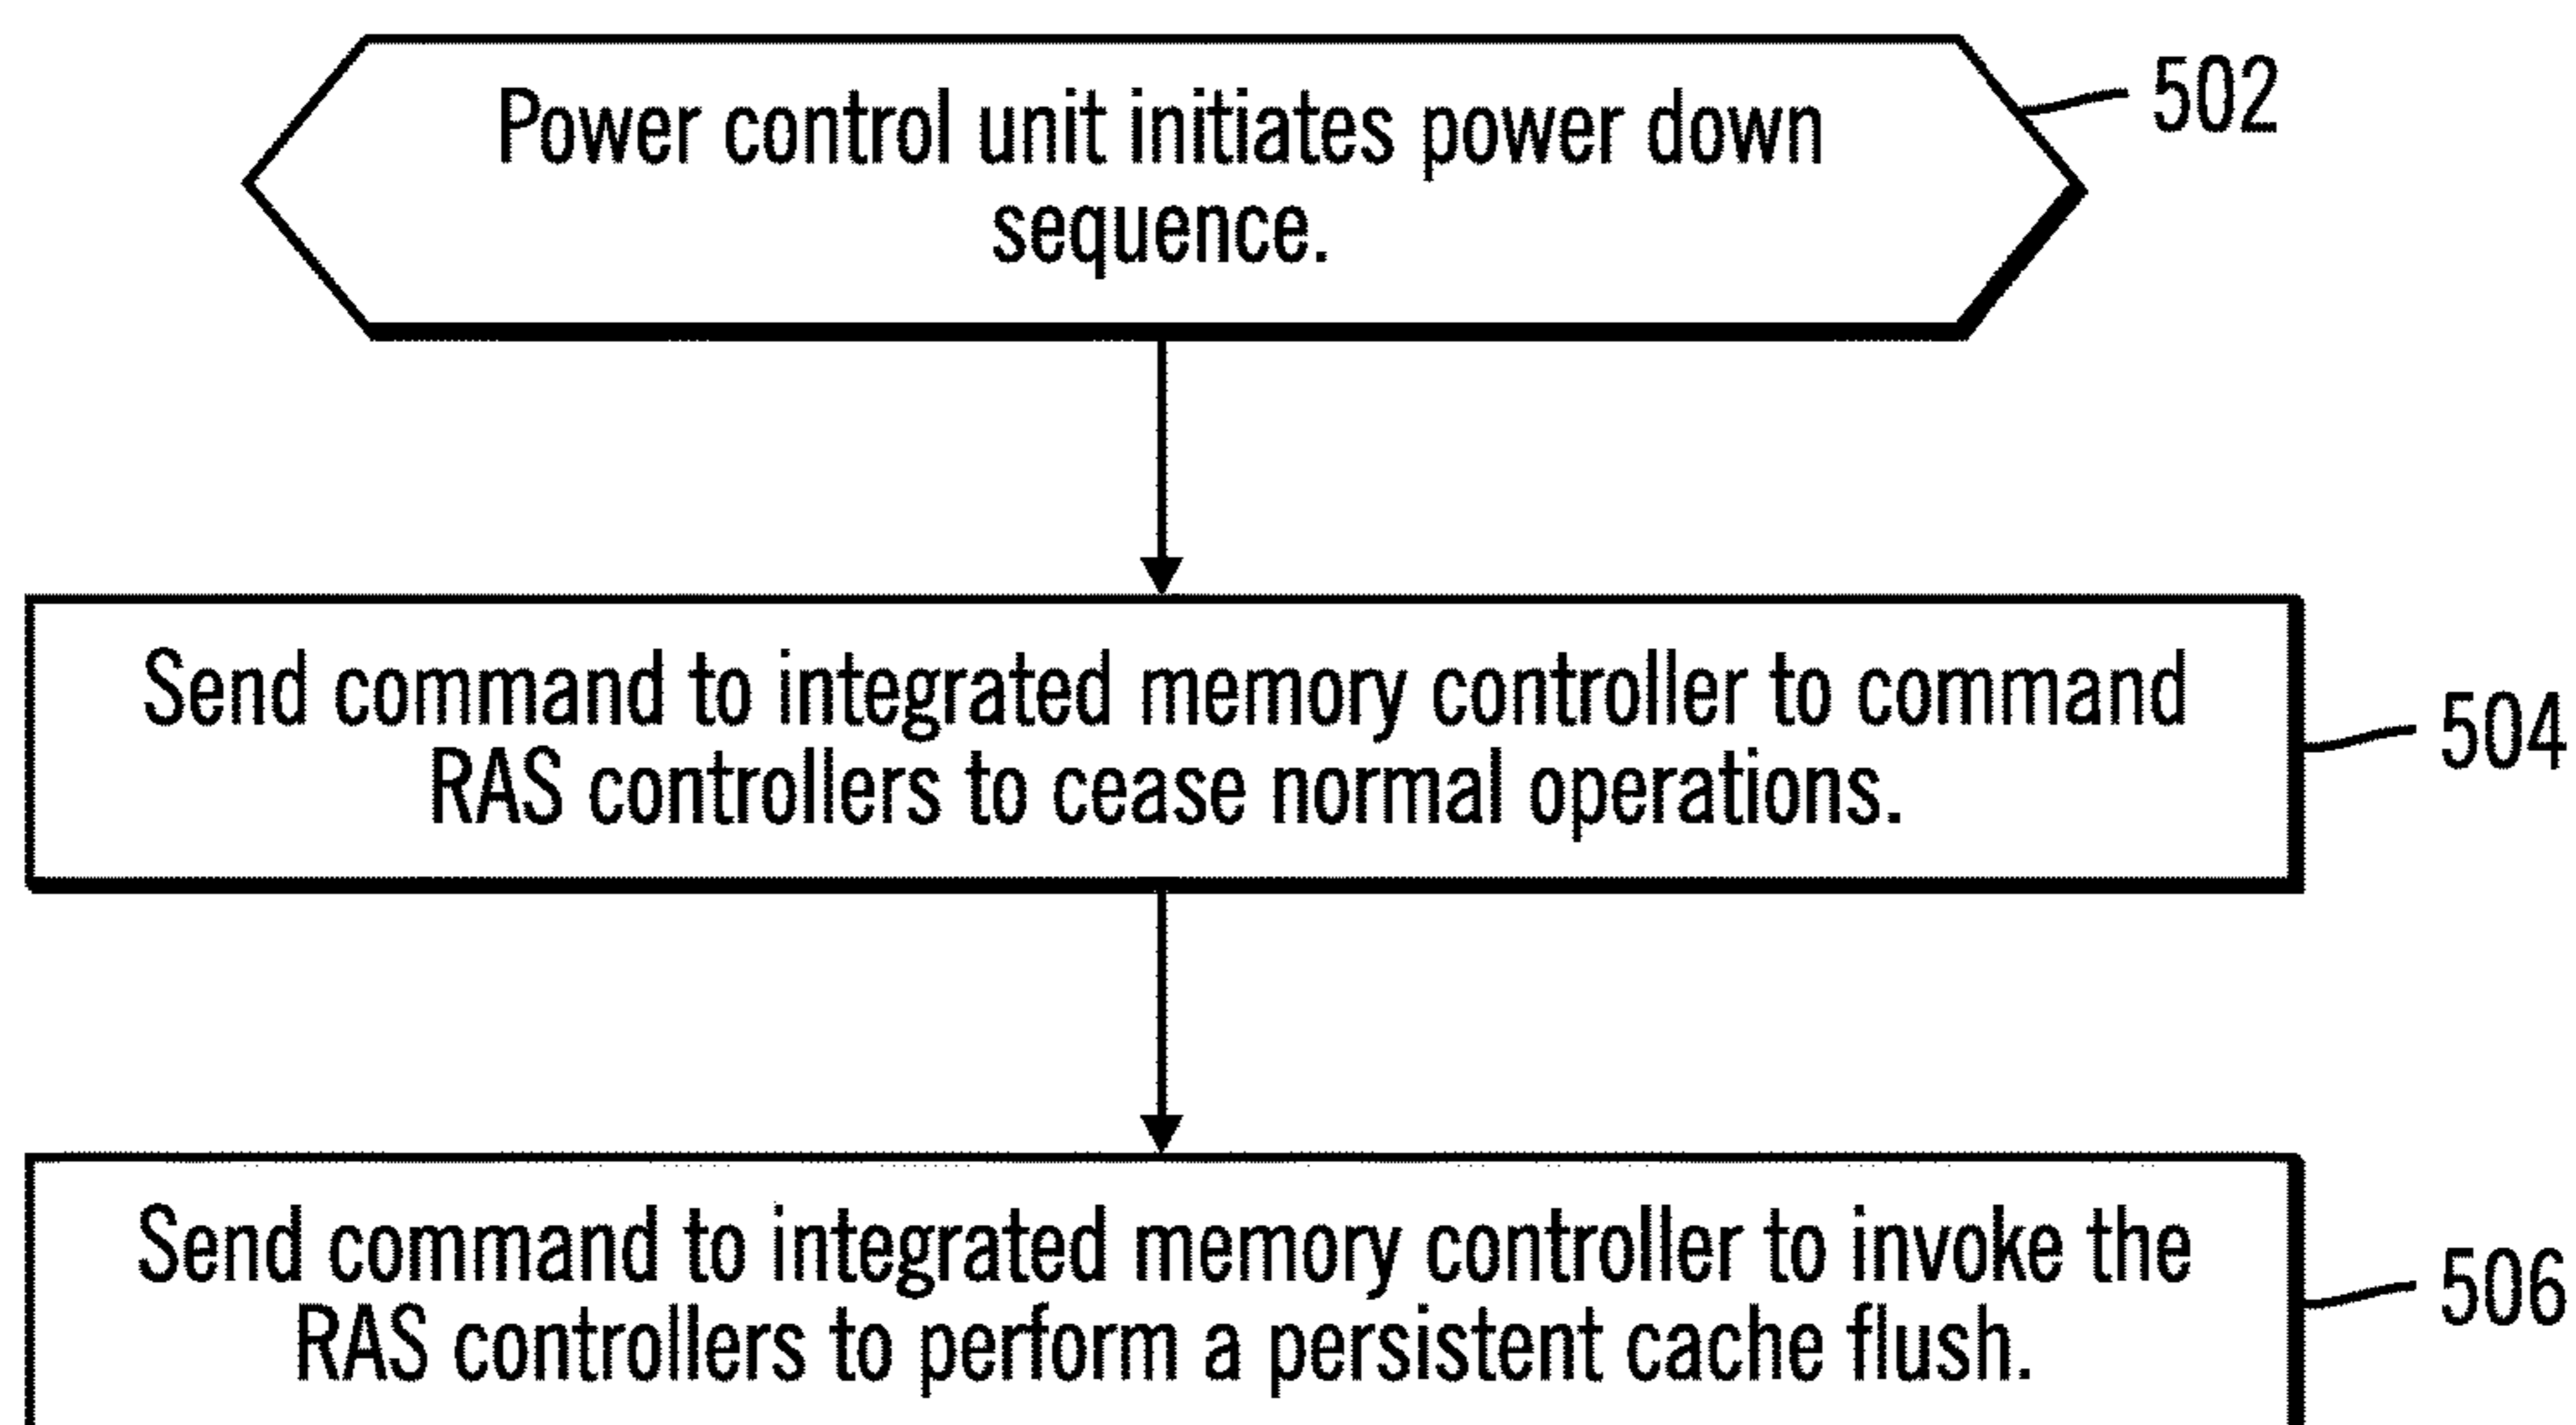 Power control unit initiates power down
sequence.
502
Send command to integrated memory controller to command
RAS controllers to cease normal operations.
504
Send command to integrated memory controller to invoke the
RAS controllers to perform a persistent cache flush.
506